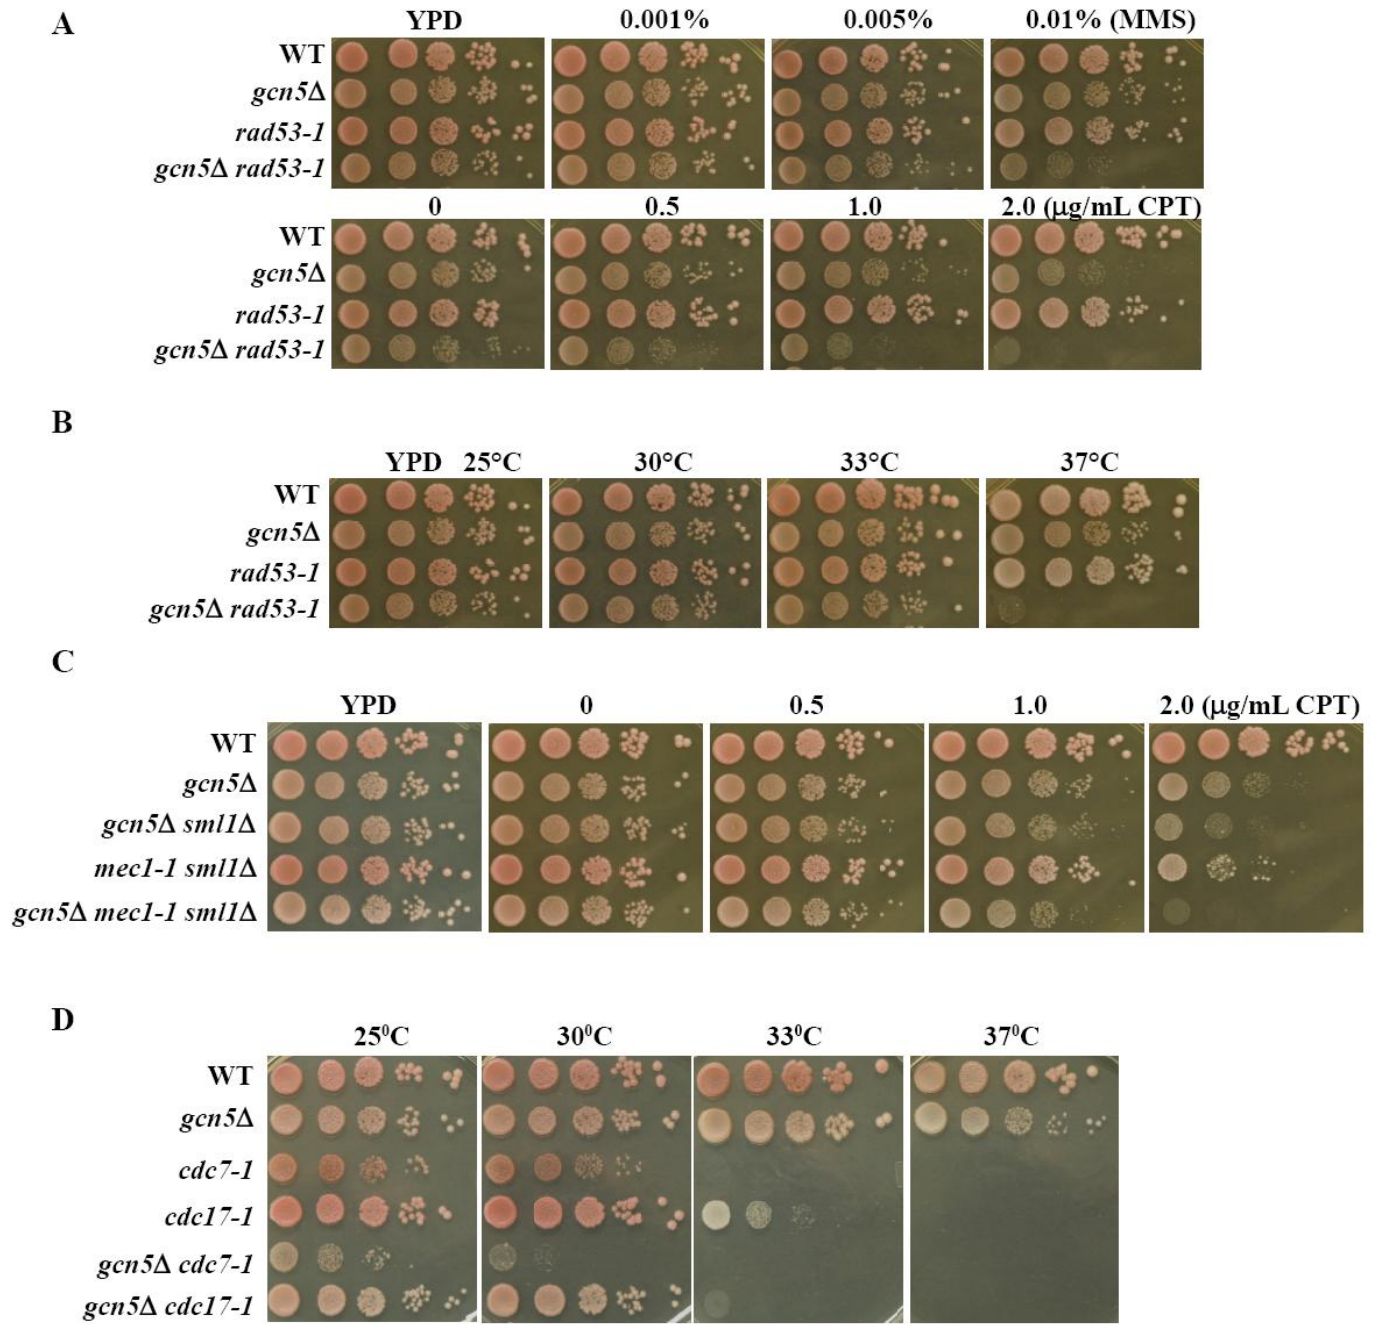 A
YPD 0.001% 0.005% 0.01% (MMS)
WT
gcn5Δ
rad53-1
gcn5Δ rad53-1
0 0.5 1.0 2.0 (μg/mL CPT)
WT
gcn5Δ
rad53-1
gcn5Δ rad53-1
B
YPD 25°C 30°C 33°C 37°C
WT
gcn5Δ
rad53-1
gcn5Δ rad53-1
C
YPD 0 0.5 1.0 2.0 (μg/mL CPT)
WT
gcn5Δ
gcn5Δ sml1Δ
mec1-1 sml1Δ
gcn5Δ mec1-1 sml1Δ
D
25⁰C 30⁰C 33⁰C 37⁰C
WT
gcn5Δ
cdc7-1
cdc17-1
gcn5Δ cdc7-1
gcn5Δ cdc17-1